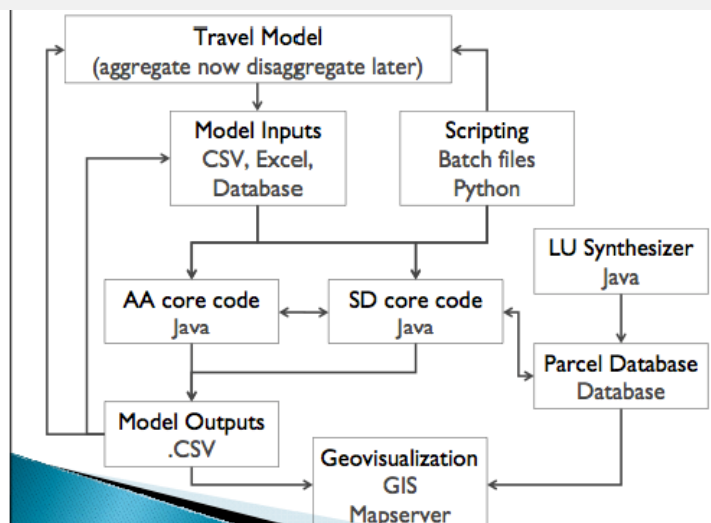 Travel Model
(aggregate now disaggregate later)
Model Inputs
CSV, Excel,
Database
Scripting
Batch files
Python
LU Synthesizer
Java
AA core code
Java
SD core code
Java
Parcel Database
Database
Model Outputs
.CSV
Geovisualization
GIS
Mapserver